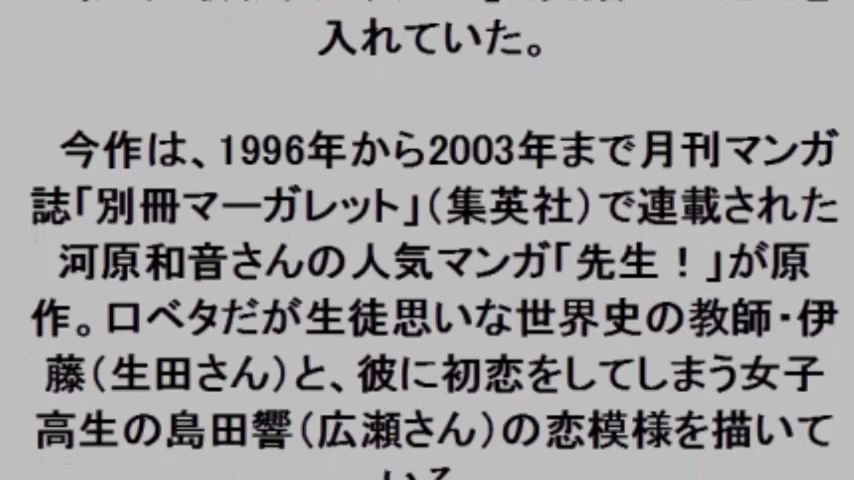 入れていた。
今作は、1996年から2003年まで月刊マンガ
誌「別冊マーガレット」（集英社）で連載された
河原和音さんの人気マンガ「先生！」が原
作。口ベタだが生徒思いな世界史の教師・伊
藤（生田さん）と、彼に初恋をしてしまう女子
高生の島田響（広瀬さん）の恋模様を描いて
いる